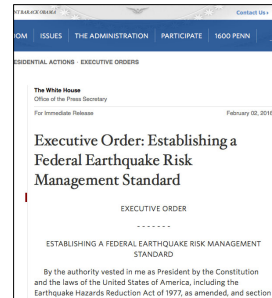 NT BARACK OBAMA
Contact Us
OM ISSUES THE ADMINISTRATION PARTICIPATE 1600 PENN
ESIDENTIAL ACTIONS · EXECUTIVE ORDERS
The White House
Office of the Press Secretary
For Immediate Release February 02, 2016
Executive Order: Establishing a
Federal Earthquake Risk
Management Standard
EXECUTIVE ORDER
- - - - - - -
ESTABLISHING A FEDERAL EARTHQUAKE RISK MANAGEMENT
STANDARD
By the authority vested in me as President by the Constitution
and the laws of the United States of America, including the
Earthquake Hazards Reduction Act of 1977, as amended, and section